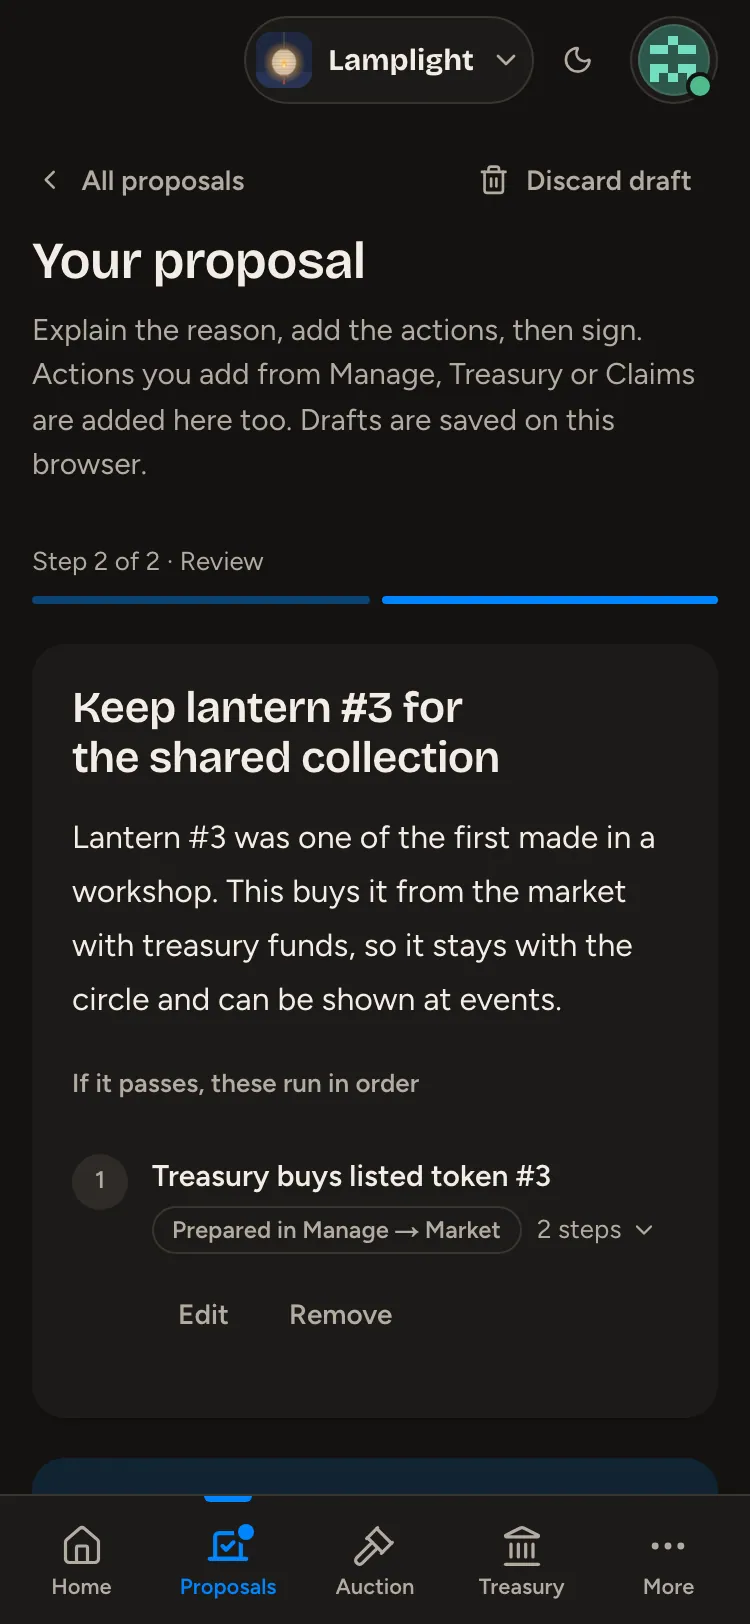 Lamplight
All proposals
Discard draft
Your proposal
Explain the reason, add the actions, then sign.
Actions you add from Manage, Treasury or Claims
are added here too. Drafts are saved on this
browser.
Step 2 of 2 · Review
Keep lantern #3 for
the shared collection
Lantern #3 was one of the first made in a
workshop. This buys it from the market
with treasury funds, so it stays with the
circle and can be shown at events.
If it passes, these run in order
1
Treasury buys listed token #3
Prepared in Manage → Market
2 steps
Edit
Remove
Home
Proposals
Auction
Treasury
More